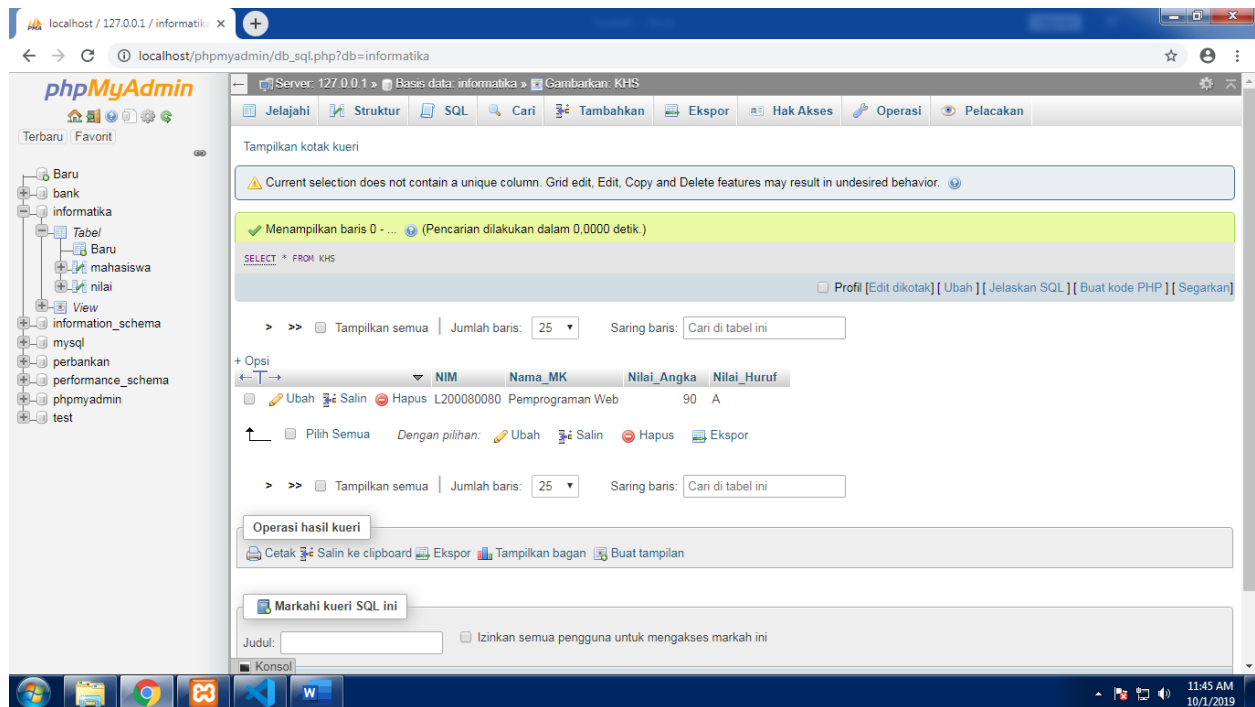 localhost / 127.0.0.1 / informatik
localhost/phpmyadmin/db_sql.php?db=informatika
phpMyAdmin
Terbaru Favorit
Baru
bank
informatika
Tabel
Baru
mahasiswa
nilai
View
information_schema
mysql
perbankan
performance_schema
phpmyadmin
test
Server: 127.0.0.1 » Basis data: informatika » Gambarkan: KHS
Jelajahi Struktur SQL Cari Tambahkan Ekspor Hak Akses Operasi Pelacakan
Tampilkan kotak kueri
Current selection does not contain a unique column. Grid edit, Edit, Copy and Delete features may result in undesired behavior.
Menampilkan baris 0 - ... (Pencarian dilakukan dalam 0,0000 detik.)
SELECT * FROM KHS
Profil [Edit dikotak] [ Ubah ] [ Jelaskan SQL ] [ Buat kode PHP ] [ Segarkan]
> >> Tampilkan semua Jumlah baris: 25 Saring baris: Cari di tabel ini
+ Opsi
←T→ NIM Nama_MK Nilai_Angka Nilai_Huruf
Ubah Salin Hapus L200080080 Pemprograman Web 90 A
Pilih Semua Dengan pilihan: Ubah Salin Hapus Ekspor
> >> Tampilkan semua Jumlah baris: 25 Saring baris: Cari di tabel ini
Operasi hasil kueri
Cetak Salin ke clipboard Ekspor Tampilkan bagan Buat tampilan
Markahi kueri SQL ini
Judul: Izinkan semua pengguna untuk mengakses markah ini
Konsol
11:45 AM
10/1/2019